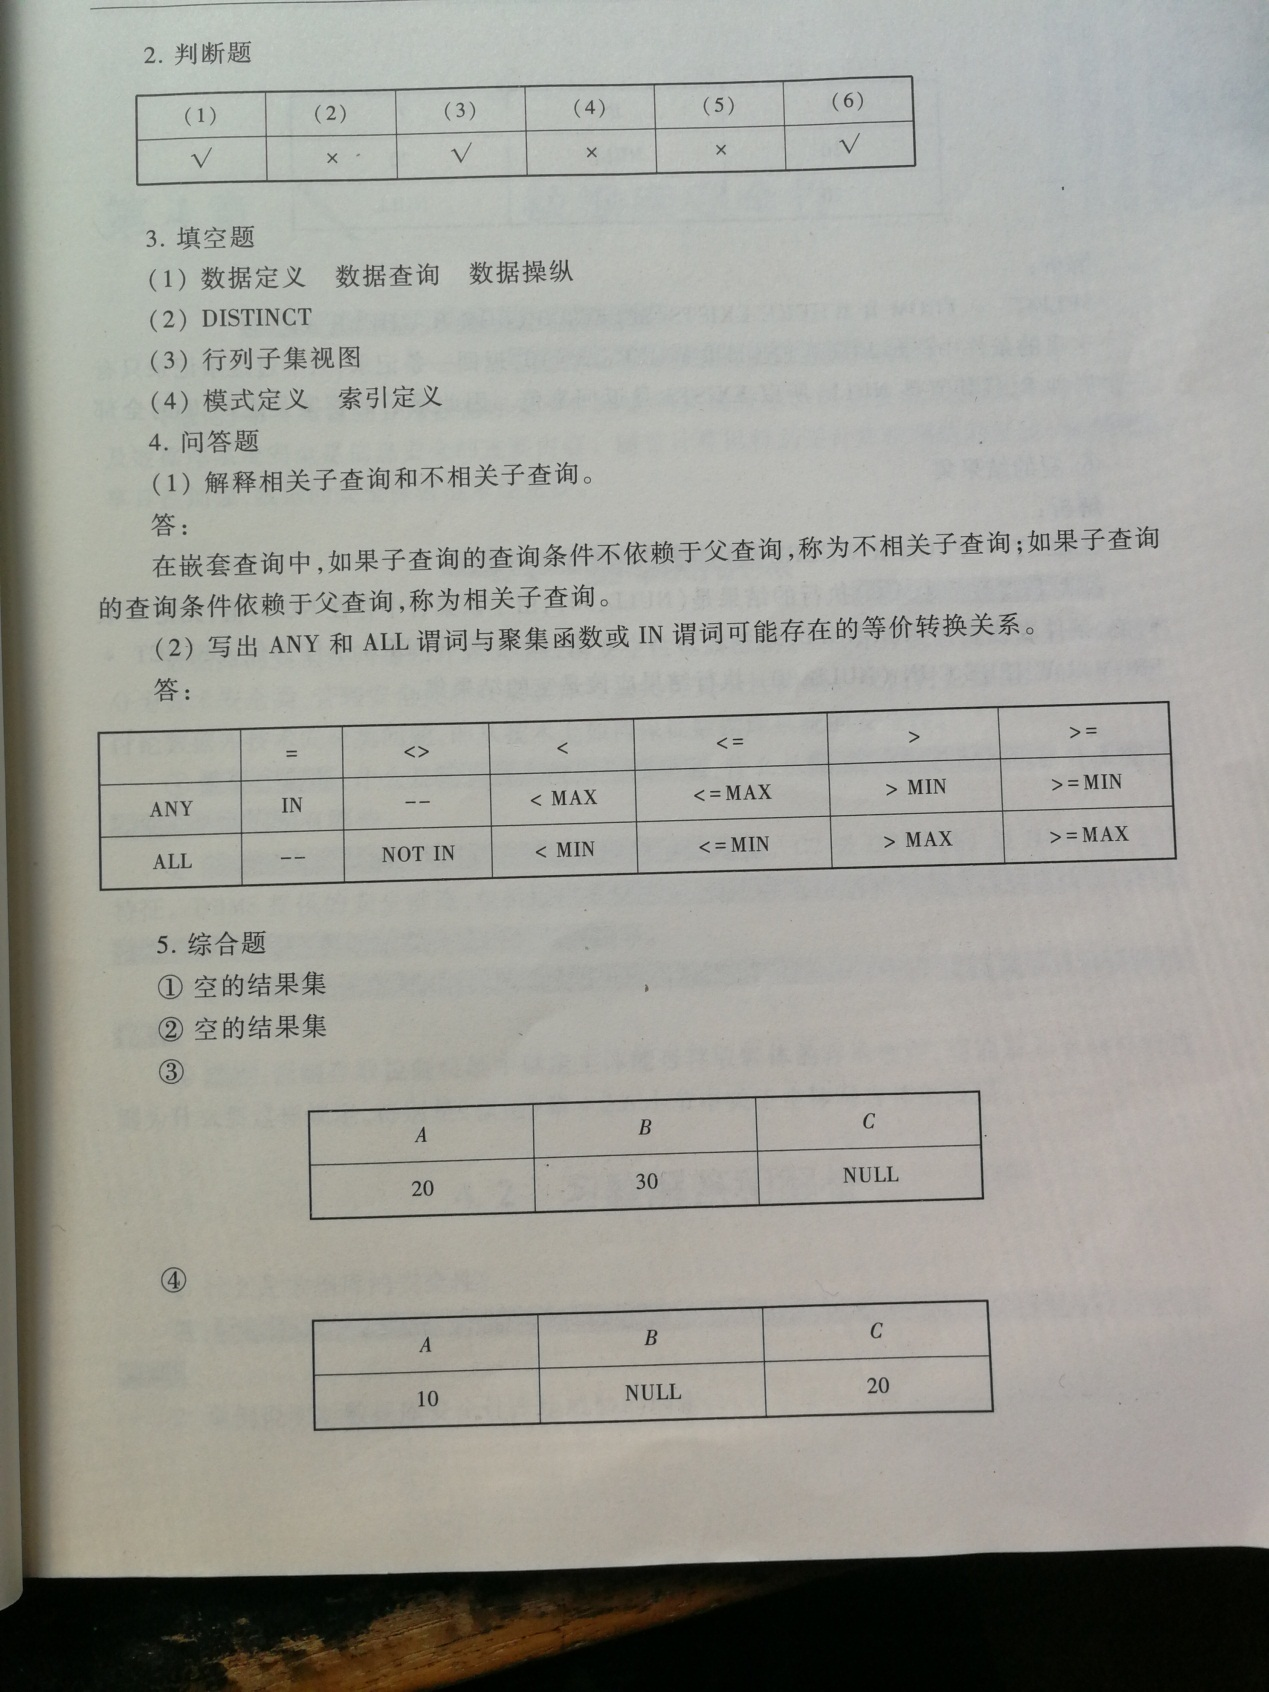 2. 判断题
(1) (2) (3) (4) (5) (6)
√ × √ × × √
3. 填空题
(1) 数据定义 数据查询 数据操纵
(2) DISTINCT
(3) 行列子集视图
(4) 模式定义 索引定义
4. 问答题
(1) 解释相关子查询和不相关子查询。
答:
在嵌套查询中,如果子查询的查询条件不依赖于父查询,称为不相关子查询;如果子查询
的查询条件依赖于父查询,称为相关子查询。
(2) 写出 ANY 和 ALL 谓词与聚集函数或 IN 谓词可能存在的等价转换关系。
答:
= <> < <= > >=
ANY IN -- < MAX <=MAX > MIN >=MIN
ALL -- NOT IN < MIN <=MIN > MAX >=MAX
5. 综合题
① 空的结果集
② 空的结果集
③
A B C
20 30 NULL
④
A B C
10 NULL 20